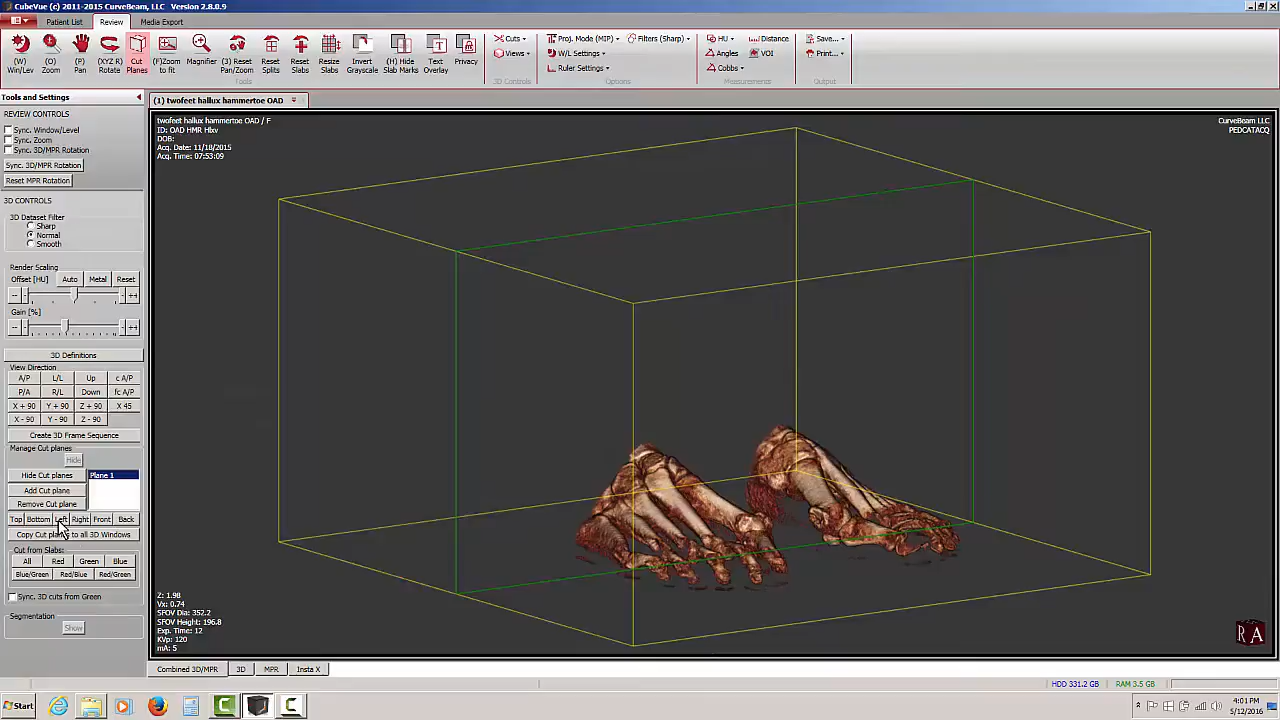 CubeVue (c) 2011-2015 CurveBeam, LLC Version 2.8.0.9
Patient List Review Media Export
(W) Win/Lev
(O) Zoom
(F) Pan
(XYZ R) Rotate
Cut Planes
(F)Zoom to fit
Magnifier
(3) Reset Pan/Zoom
Reset Splits
Reset Slabs
Resize Slabs
Invert Grayscale
(H) Hide Slab Marks
Text Overlay
Privacy
Tools
Cuts
Views
3D Controls
Proj. Mode (MIP)
Filters (Sharp)
W/L Settings
Ruler Settings
Options
HU
Distance
Angles
VOI
Cobbs
Measurements
Save...
Print...
Output
Tools and Settings
REVIEW CONTROLS
Sync. Window/Level
Sync. Zoom
Sync. 3D/MPR Rotation
Sync. 3D/MPR Rotation
Reset MPR Rotation
3D CONTROLS
3D Dataset Filter
Sharp
Normal
Smooth
Render Scaling
Offset [HU] Auto Metal Reset
-- - - ++
Gain [%]
-- - - ++
3D Definitions
View Direction
A/P L/L Up c A/P
P/A R/L Down fc A/P
X + 90 Y + 90 Z + 90 X 45
X - 90 Y - 90 Z - 90
Create 3D Frame Sequence
Manage Cut planes
Hide
Hide Cut planes Plane 1
Add Cut plane
Remove Cut plane
Top Bottom Left Right Front Back
Copy Cut planes to all 3D Windows
Cut from Slabs:
All Red Green Blue
Blue/Green Red/Blue Red/Green
Sync. 3D cuts from Green
Segmentation
Show
(1) twofeet hallux hammertoe OAD
twofeet hallux hammertoe OAD / F
ID: OAD HMR Hlxv
DOB:
Acq. Date: 11/18/2015
Acq. Time: 07:53:09
CurveBeam LLC
PEDCATACQ
Z: 1.98
Vx: 0.74
SFOV Dia: 352.2
SFOV Height: 196.8
Exp. Time: 12
KVp: 120
mA: 5
R A
Combined 3D/MPR 3D MPR Insta X
HDD 331.2 GB RAM 3.5 GB
Start
4:01 PM
5/12/2016